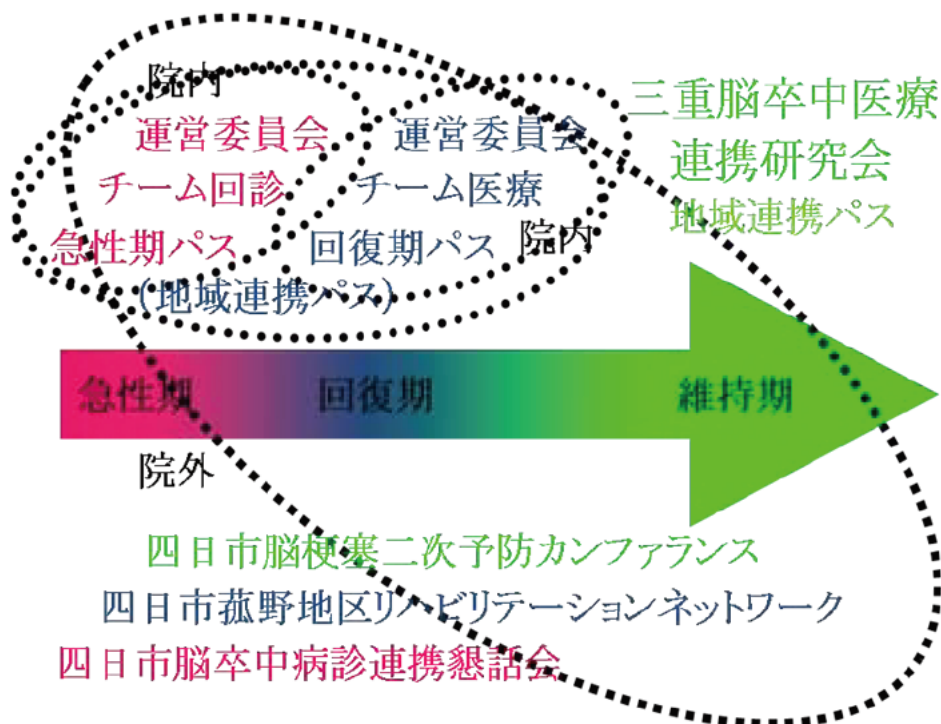 院内
運営委員会
チーム回診
急性期パス
運営委員会
チーム医療
回復期パス
院内
(地域連携パス)
三重脳卒中医療
連携研究会
地域連携パス
急性期
回復期
維持期
院外
四日市脳梗塞二次予防カンファランス
四日市菰野地区リハビリテーションネットワーク
四日市脳卒中病診連携懇話会